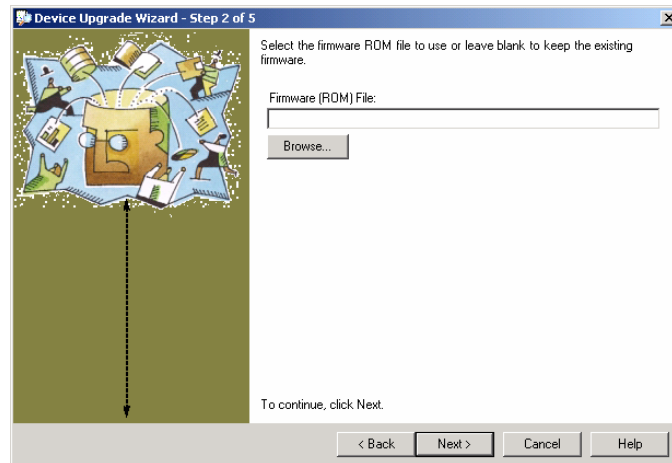 Device Upgrade Wizard - Step 2 of 5
Select the firmware ROM file to use or leave blank to keep the existing
firmware.
Firmware (ROM) File:
Browse...
To continue, click Next.
< Back
Next >
Cancel
Help